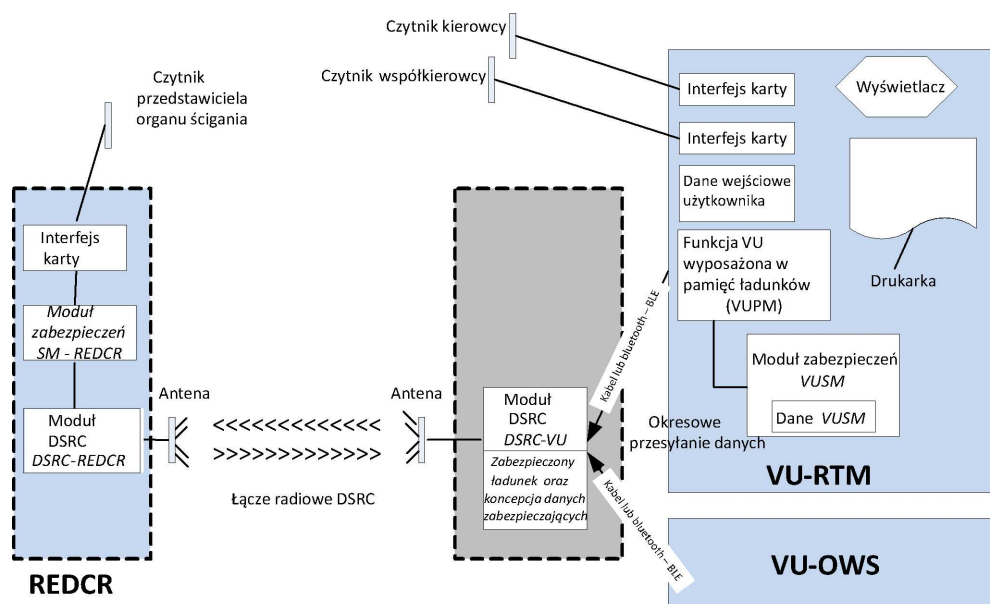 Czytnik kierowcy
Czytnik współkierowcy
Czytnik
przedstawiciela
organu ścigania
Interfejs karty
Wyświetlacz
Interfejs karty
Dane wejściowe
użytkownika
Interfejs
karty
Funkcja VU
wyposażona w
pamięć ładunków
(VUPM)
Drukarka
Moduł
zabezpieczeń
SM - REDCR
Kabel lub bluetooth – BLE
Moduł zabezpieczeń
VUSM
Dane VUSM
Antena
Antena
Moduł
DSRC
DSRC-REDCR
<<<<<<<<<<<<<<
>>>>>>>>>>>>>>
Łącze radiowe DSRC
Moduł
DSRC
DSRC-VU
Zabezpieczony
ładunek oraz
koncepcja danych
zabezpieczających
Okresowe
przesyłanie danych
VU-RTM
Kabel lub bluetooth – BLE
VU-OWS
REDCR